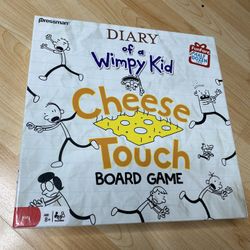 Pressman
DIARY
of a
Wimpy Kid
Cheese
Touch
BOARD GAME